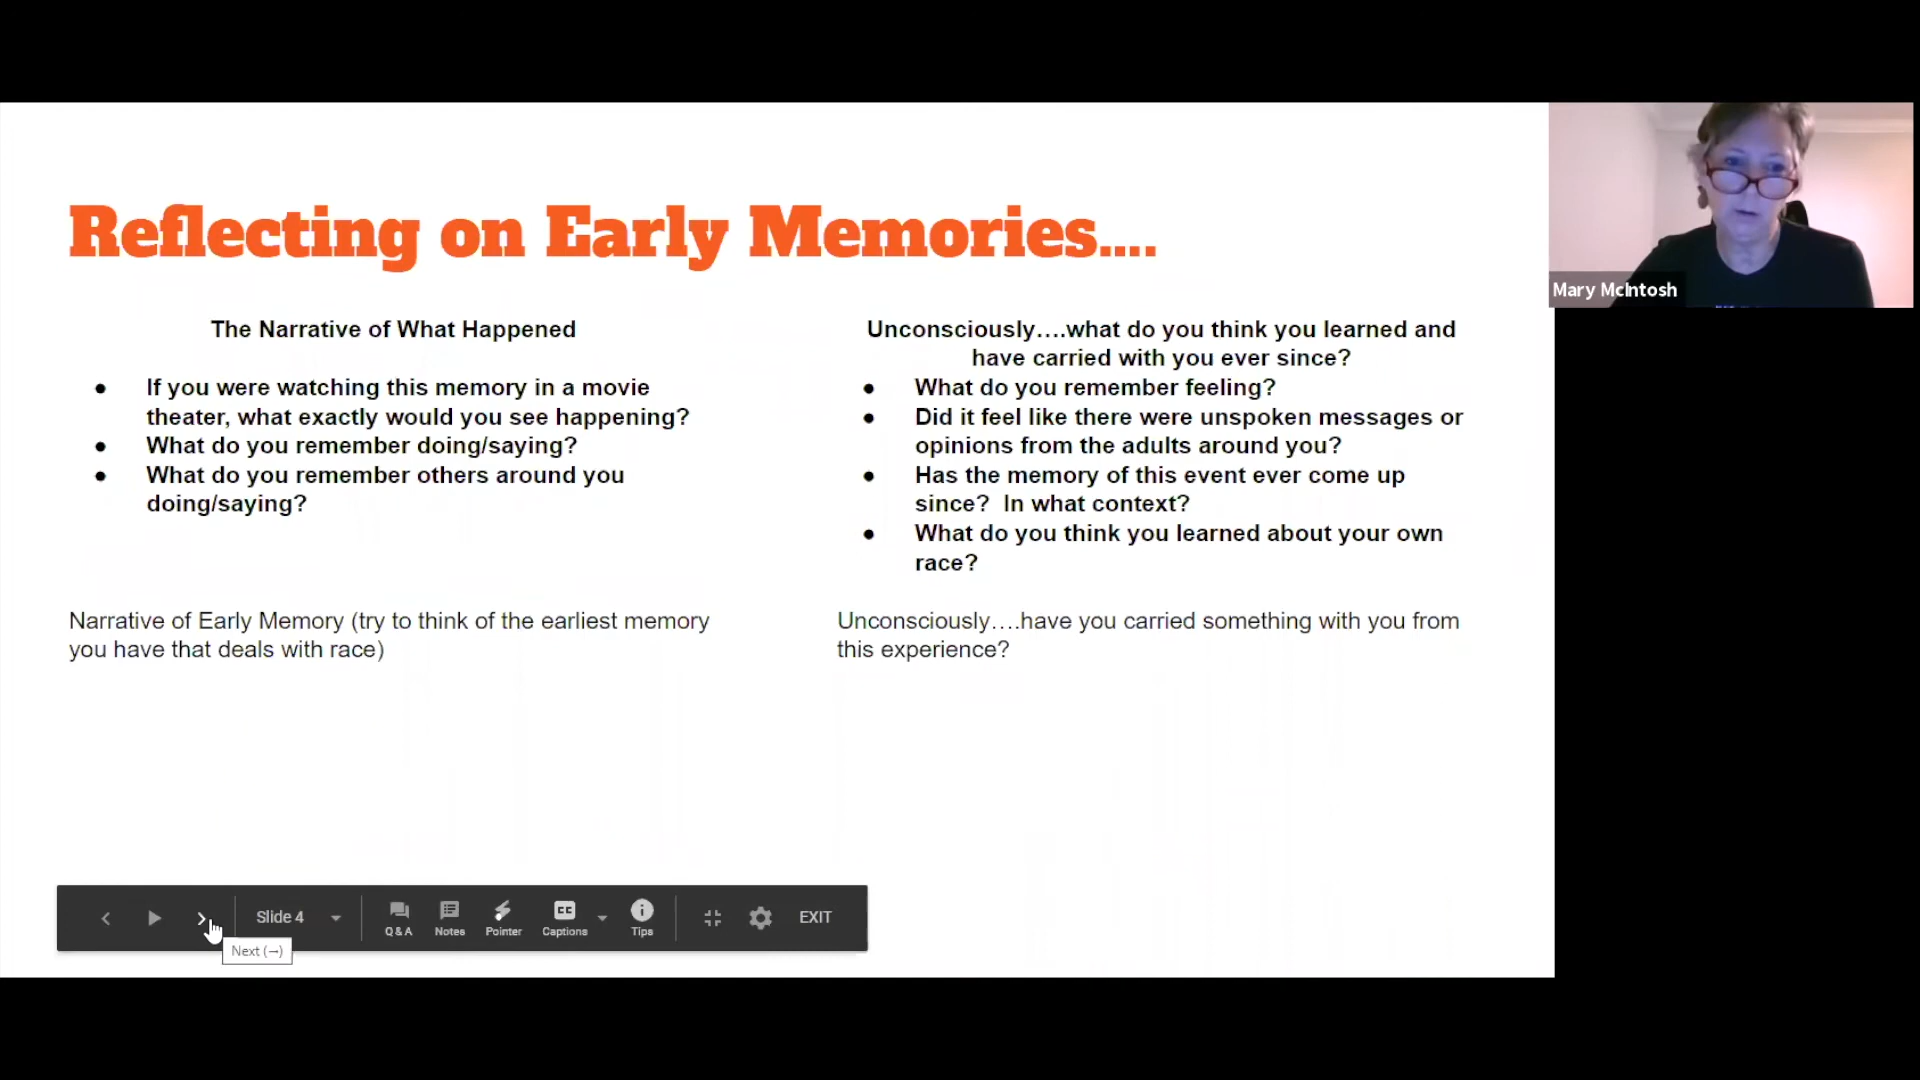 Reflecting on Early Memories....
The Narrative of What Happened
● If you were watching this memory in a movie
theater, what exactly would you see happening?
● What do you remember doing/saying?
● What do you remember others around you
doing/saying?
Narrative of Early Memory (try to think of the earliest memory
you have that deals with race)
Unconsciously….what do you think you learned and
have carried with you ever since?
● What do you remember feeling?
● Did it feel like there were unspoken messages or
opinions from the adults around you?
● Has the memory of this event ever come up
since?  In what context?
● What do you think you learned about your own
race?
Unconsciously….have you carried something with you from
this experience?
Mary McIntosh
Slide 4
Q & A
Notes
Pointer
CC
Captions
Tips
EXIT
Next (→)